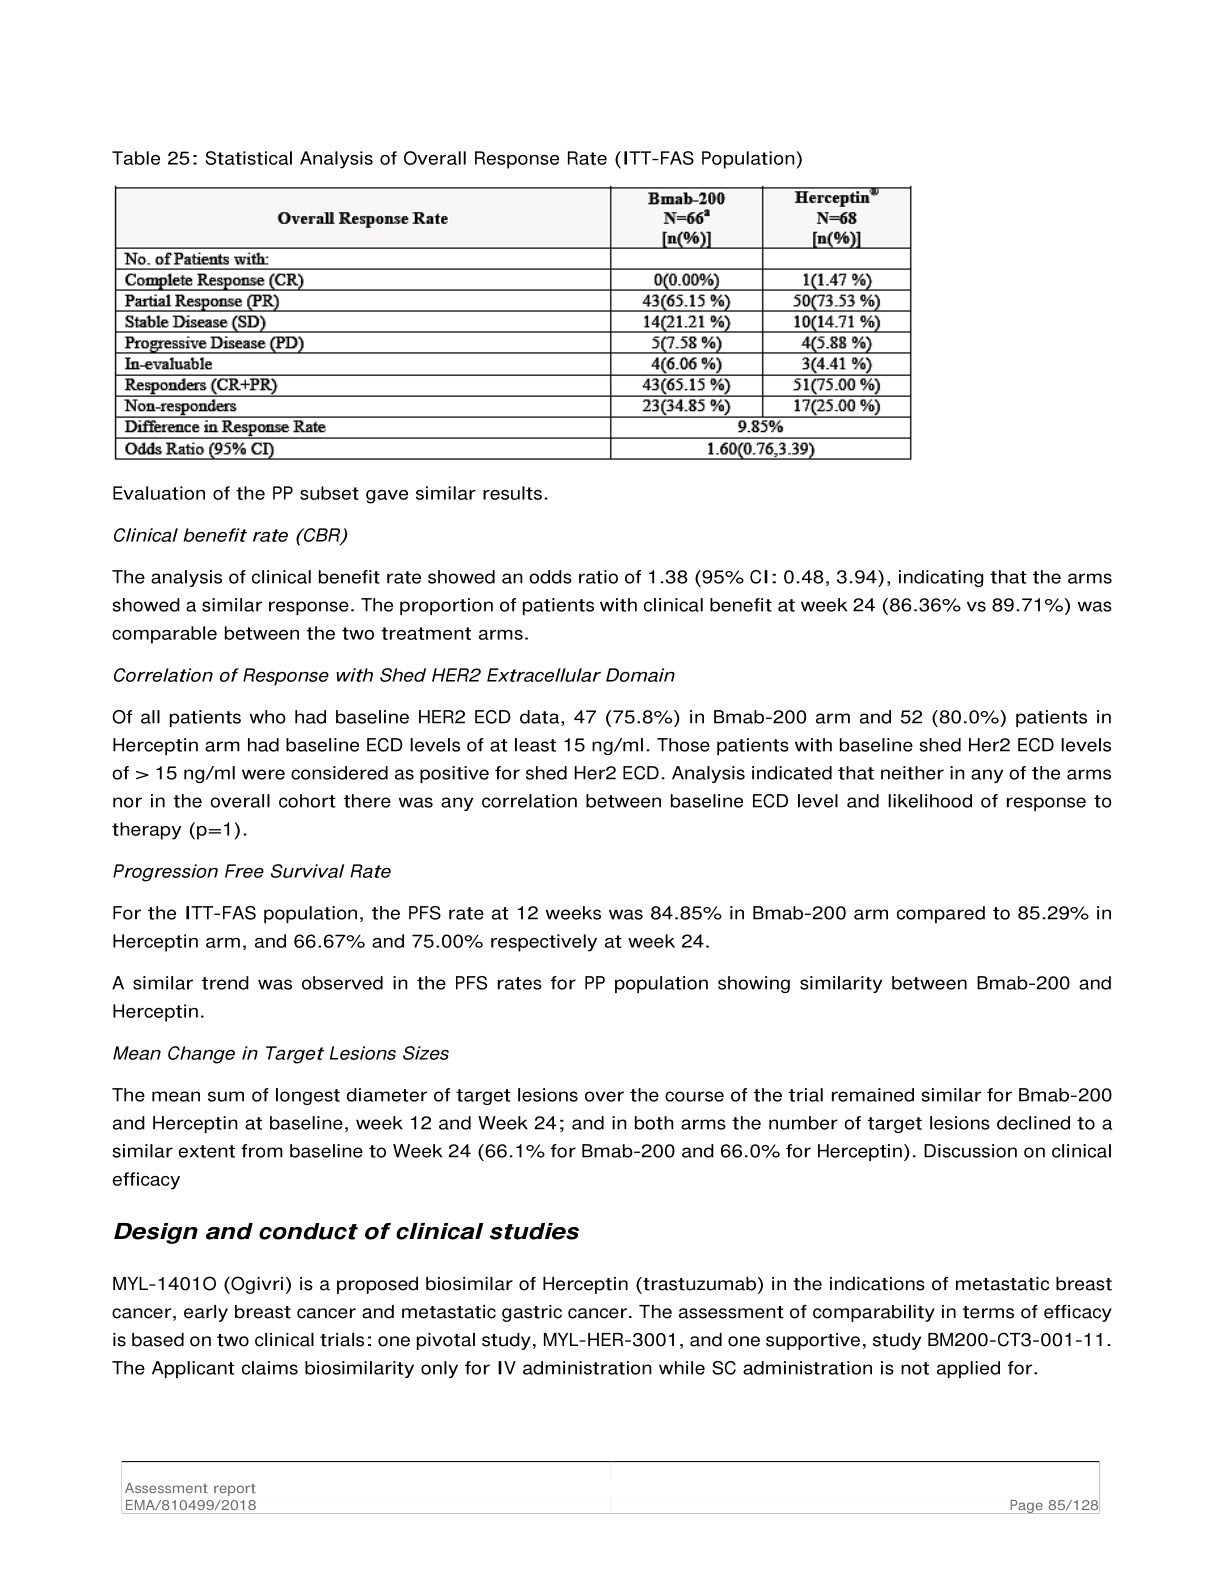 Table 25: Statistical Analysis of Overall Response Rate (ITT-FAS Population)
Overall Response Rate
Bmab-200
N=66a
[n(%)]
Herceptin®
N=68
[n(%)]
No. of Patients with:
Complete Response (CR) 0(0.00%) 1(1.47 %)
Partial Response (PR) 43(65.15 %) 50(73.53 %)
Stable Disease (SD) 14(21.21 %) 10(14.71 %)
Progressive Disease (PD) 5(7.58 %) 4(5.88 %)
In-evaluable 4(6.06 %) 3(4.41 %)
Responders (CR+PR) 43(65.15 %) 51(75.00 %)
Non-responders 23(34.85 %) 17(25.00 %)
Difference in Response Rate 9.85%
Odds Ratio (95% CI) 1.60(0.76,3.39)
Evaluation of the PP subset gave similar results.
Clinical benefit rate (CBR)
The analysis of clinical benefit rate showed an odds ratio of 1.38 (95% CI: 0.48, 3.94), indicating that the arms
showed a similar response. The proportion of patients with clinical benefit at week 24 (86.36% vs 89.71%) was
comparable between the two treatment arms.
Correlation of Response with Shed HER2 Extracellular Domain
Of all patients who had baseline HER2 ECD data, 47 (75.8%) in Bmab-200 arm and 52 (80.0%) patients in
Herceptin arm had baseline ECD levels of at least 15 ng/ml. Those patients with baseline shed Her2 ECD levels
of > 15 ng/ml were considered as positive for shed Her2 ECD. Analysis indicated that neither in any of the arms
nor in the overall cohort there was any correlation between baseline ECD level and likelihood of response to
therapy (p=1).
Progression Free Survival Rate
For the ITT-FAS population, the PFS rate at 12 weeks was 84.85% in Bmab-200 arm compared to 85.29% in
Herceptin arm, and 66.67% and 75.00% respectively at week 24.
A similar trend was observed in the PFS rates for PP population showing similarity between Bmab-200 and
Herceptin.
Mean Change in Target Lesions Sizes
The mean sum of longest diameter of target lesions over the course of the trial remained similar for Bmab-200
and Herceptin at baseline, week 12 and Week 24; and in both arms the number of target lesions declined to a
similar extent from baseline to Week 24 (66.1% for Bmab-200 and 66.0% for Herceptin). Discussion on clinical
efficacy
Design and conduct of clinical studies
MYL-1401O (Ogivri) is a proposed biosimilar of Herceptin (trastuzumab) in the indications of metastatic breast
cancer, early breast cancer and metastatic gastric cancer. The assessment of comparability in terms of efficacy
is based on two clinical trials: one pivotal study, MYL-HER-3001, and one supportive, study BM200-CT3-001-11.
The Applicant claims biosimilarity only for IV administration while SC administration is not applied for.
Assessment report
EMA/810499/2018 Page 85/128